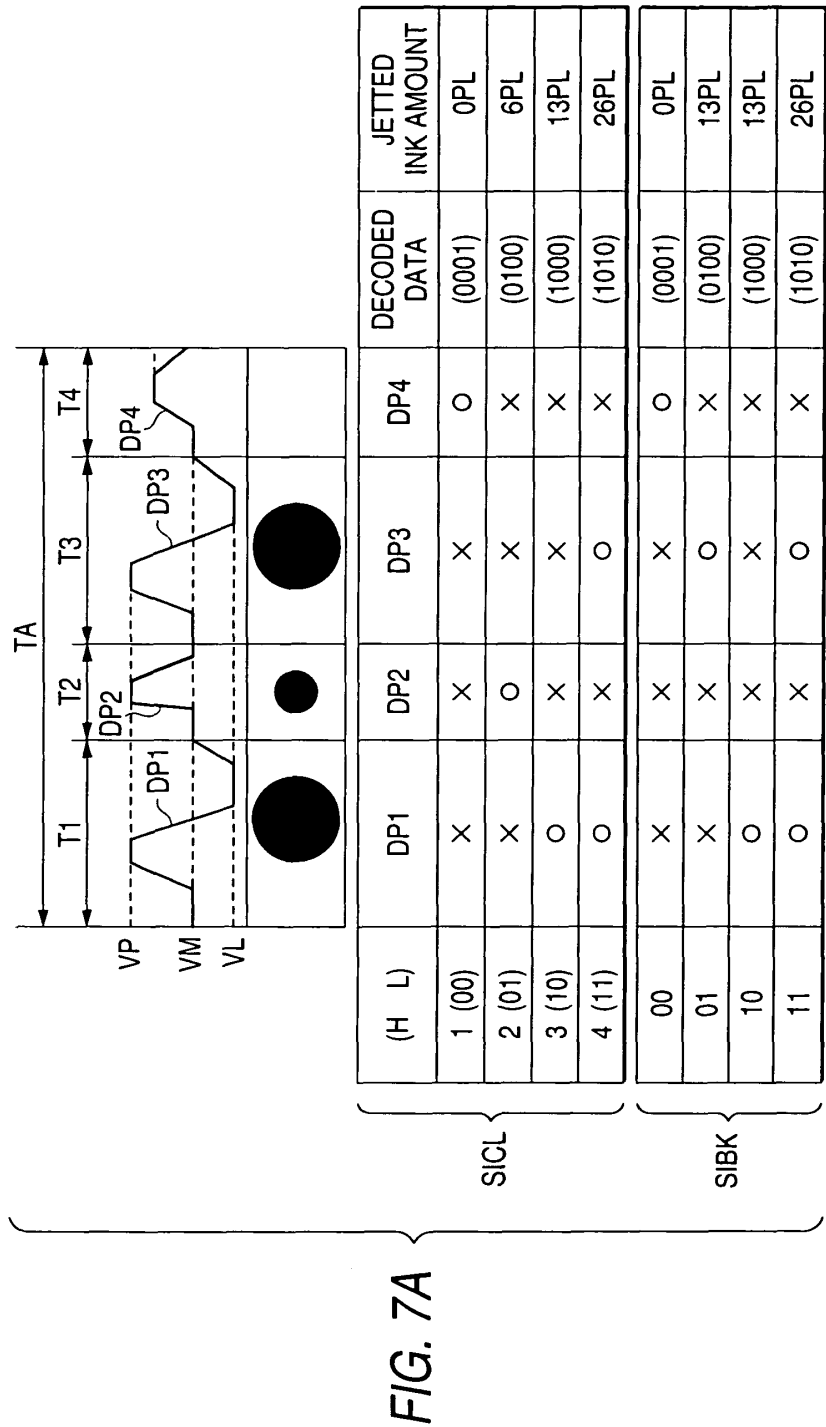 FIG. 7A
TA
T1 T2 T3 T4
VP
VM
VL
DP1 DP2 DP3 DP4
(H L) DP1 DP2 DP3 DP4 DECODED DATA JETTED INK AMOUNT
SICL
1 (00) × × × O (0001) 0PL
2 (01) × O × × (0100) 6PL
3 (10) O × × × (1000) 13PL
4 (11) O × O × (1010) 26PL
SIBK
00 × × × O (0001) 0PL
01 × × O × (0100) 13PL
10 O × × × (1000) 13PL
11 O × O × (1010) 26PL